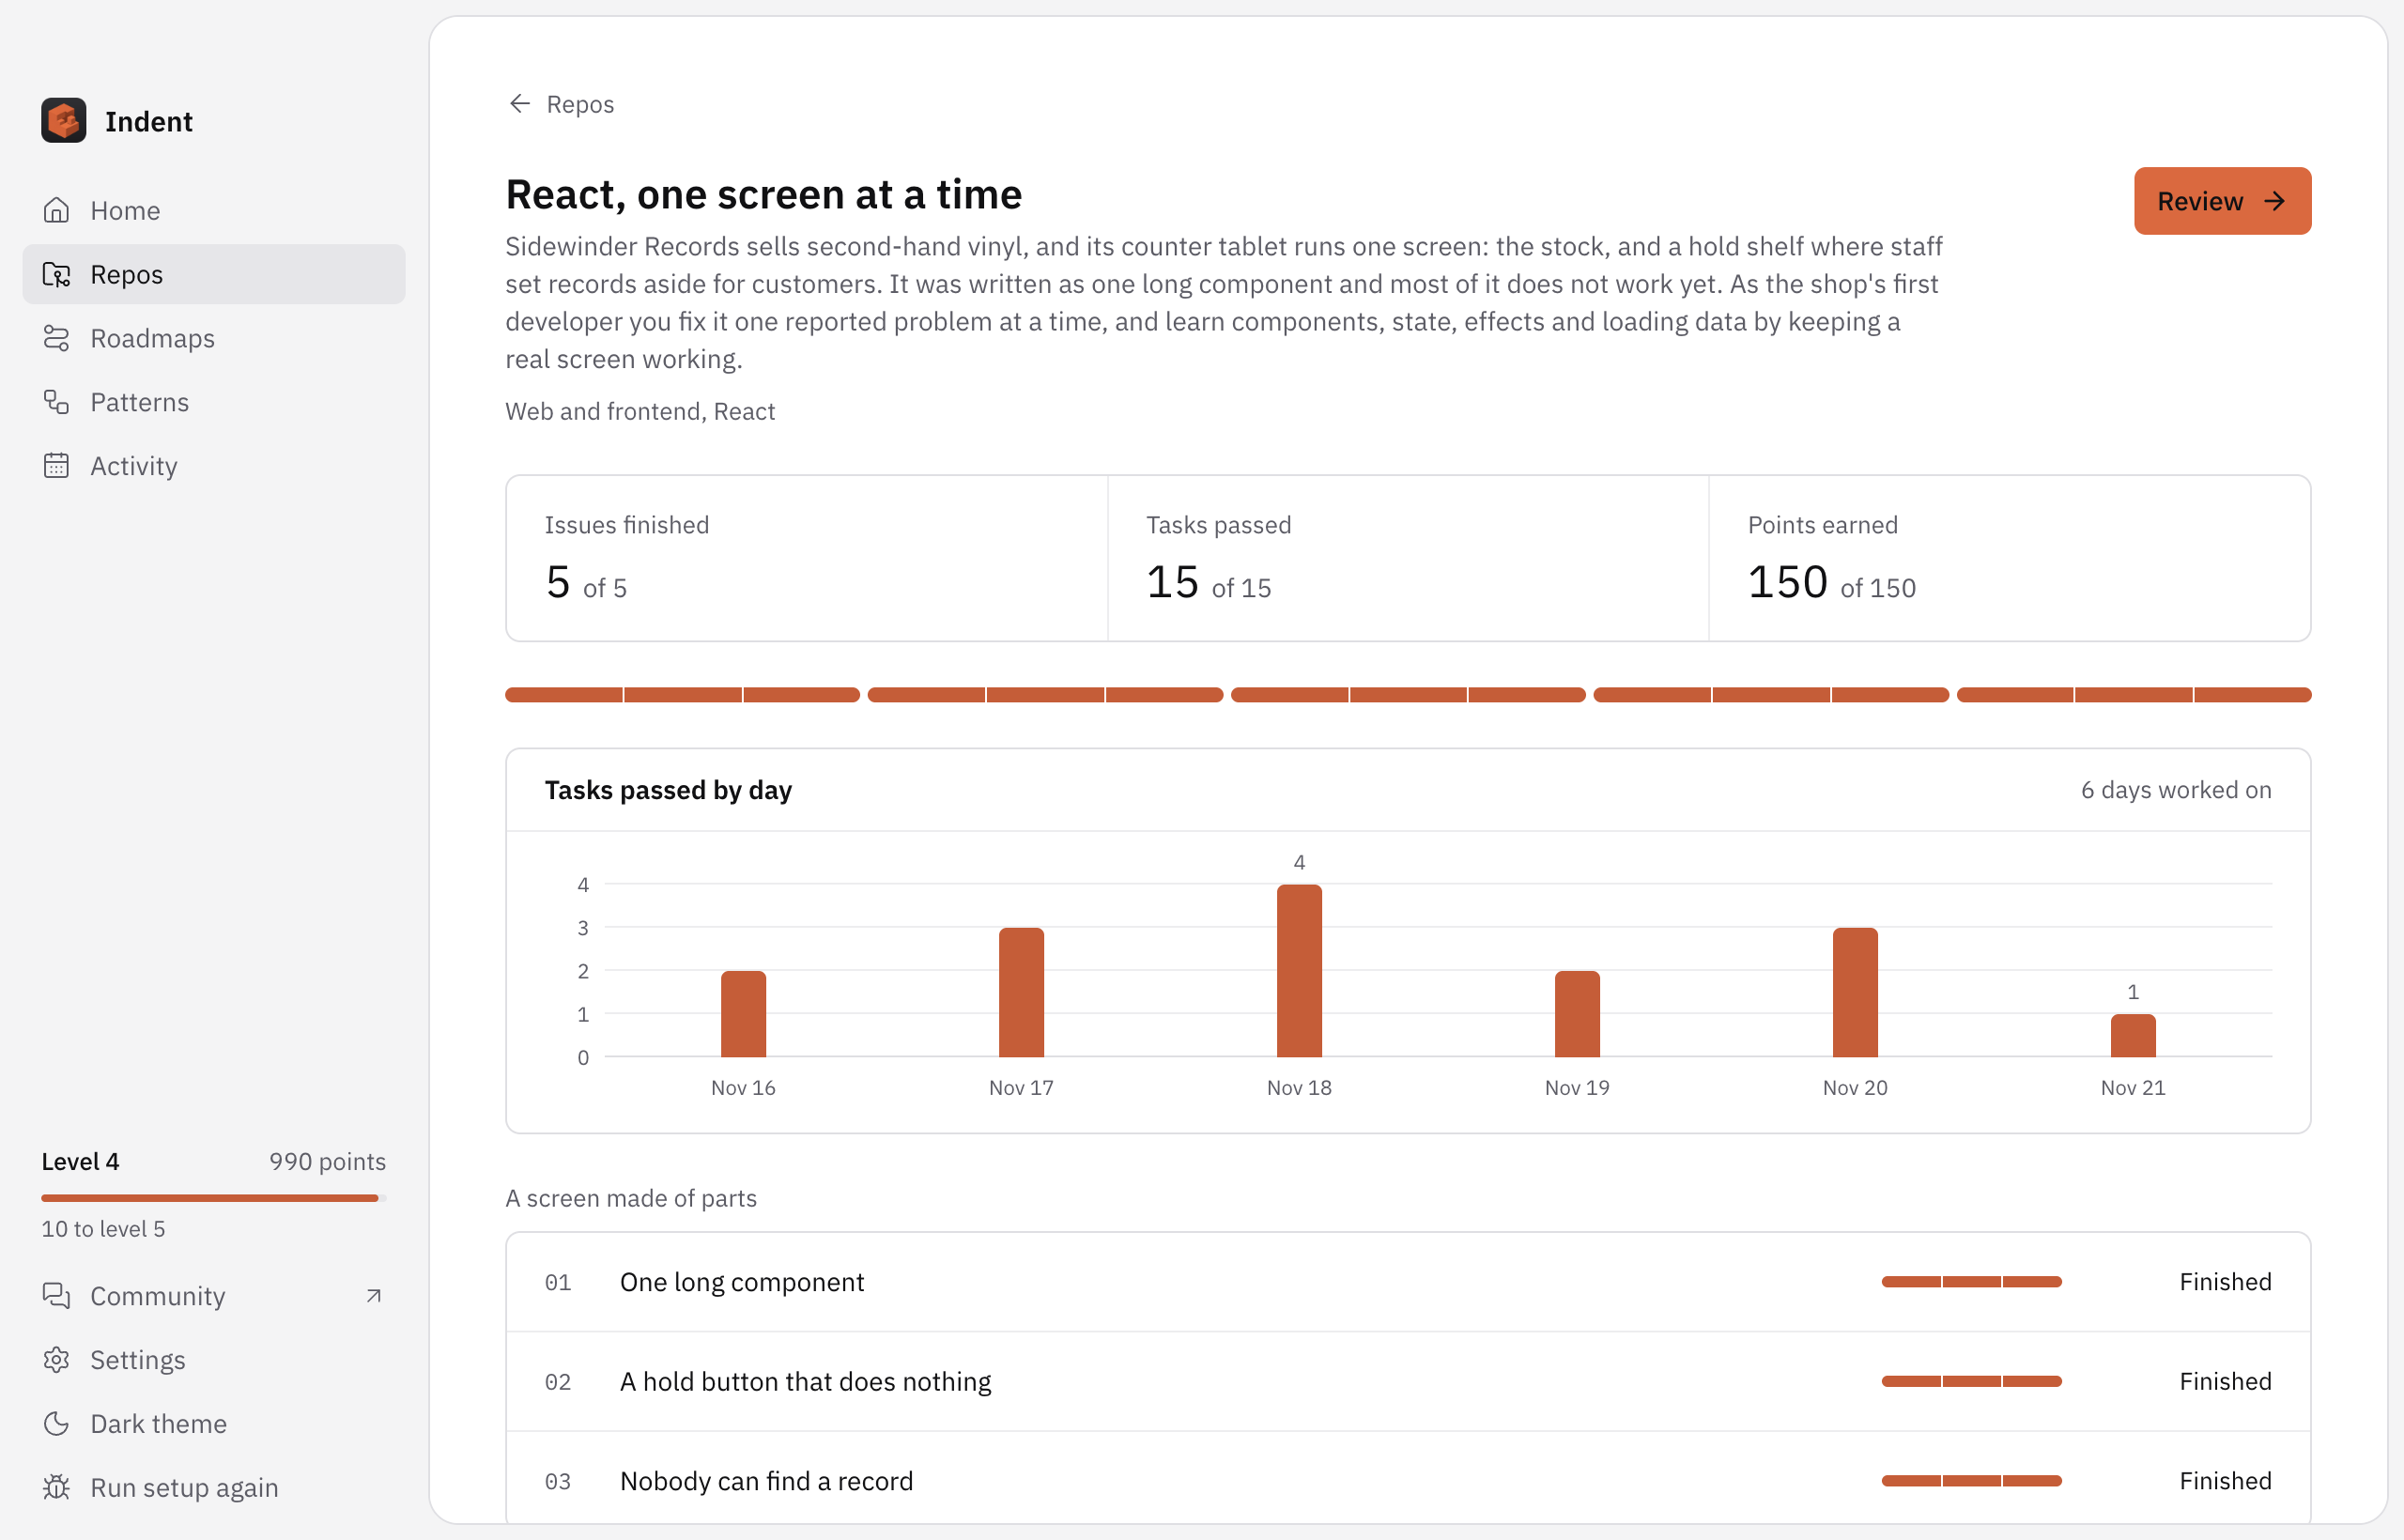 Indent
Home
Repos
Roadmaps
Patterns
Activity
Level 4
990 points
10 to level 5
Community
Settings
Dark theme
Run setup again
Repos
React, one screen at a time
Review
Sidewinder Records sells second-hand vinyl, and its counter tablet runs one screen: the stock, and a hold shelf where staff
set records aside for customers. It was written as one long component and most of it does not work yet. As the shop's first
developer you fix it one reported problem at a time, and learn components, state, effects and loading data by keeping a
real screen working.
Web and frontend, React
Issues finished
5 of 5
Tasks passed
15 of 15
Points earned
150 of 150
Tasks passed by day
6 days worked on
4
4
3
2
1
1
0
Nov 16
Nov 17
Nov 18
Nov 19
Nov 20
Nov 21
A screen made of parts
01 One long component Finished
02 A hold button that does nothing Finished
03 Nobody can find a record Finished